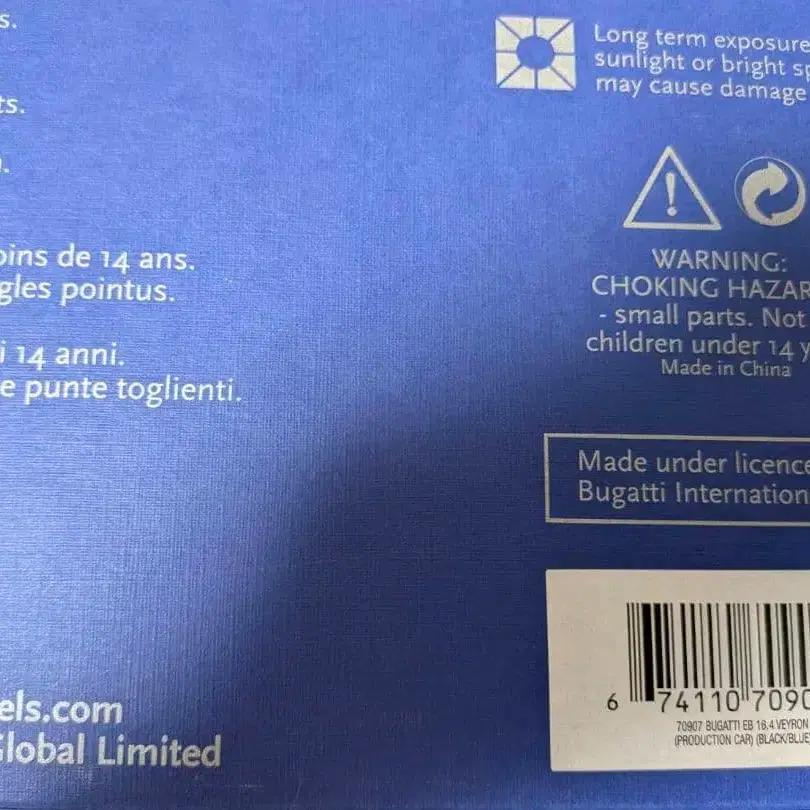 s.
ts.
oins de 14 ans.
gles pointus.
i 14 anni.
e punte toglienti.
els.com
Global Limited
Long term exposure
sunlight or bright sp
may cause damage
WARNING:
CHOKING HAZAR
- small parts. Not
children under 14 y
Made in China
Made under licence
Bugatti Internation
6 74110 7090
70907 BUGATTI EB 16.4 VEYRON
(PRODUCTION CAR) (BLACK/BLUE